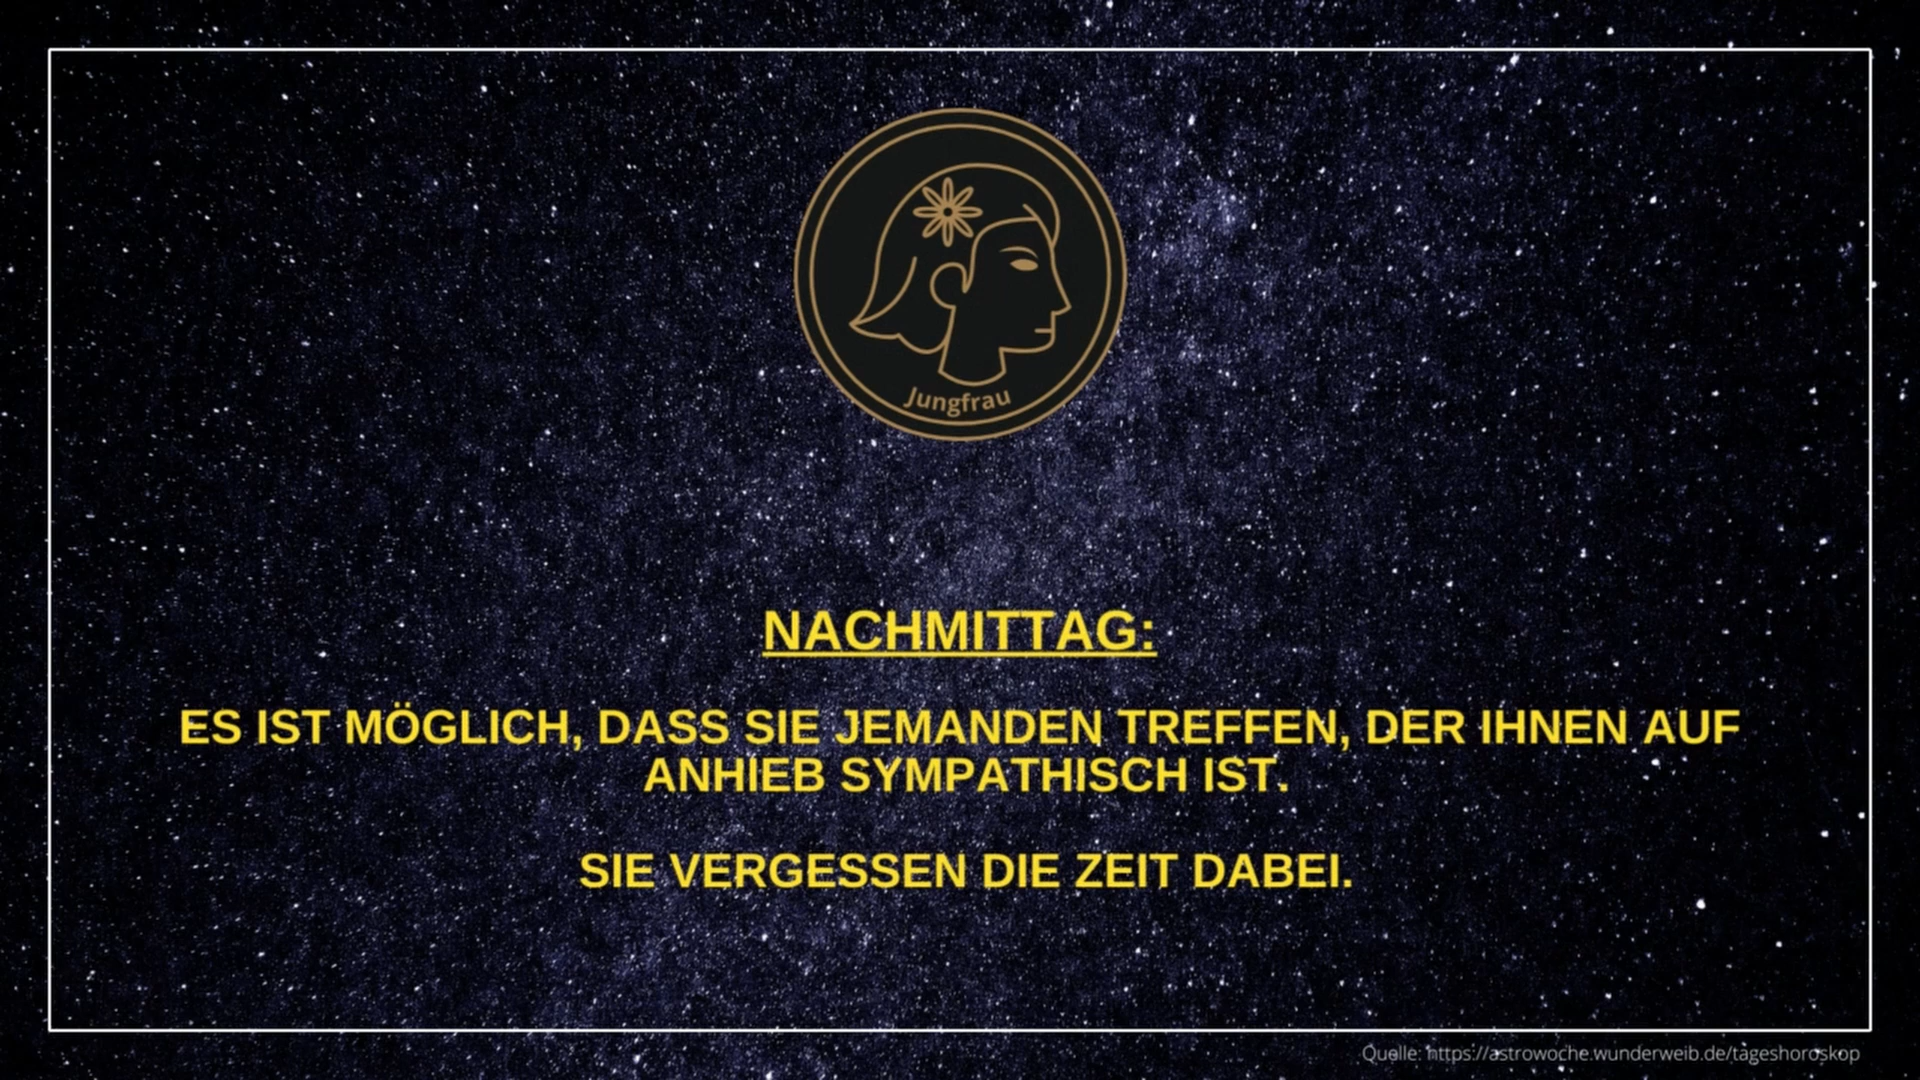 Jungfrau
NACHMITTAG:
ES IST MÖGLICH, DASS SIE JEMANDEN TREFFEN, DER IHNEN AUF
ANHIEB SYMPATHISCH IST.
SIE VERGESSEN DIE ZEIT DABEI.
Quelle: https://astrowoche.wunderweib.de/tageshoroskop